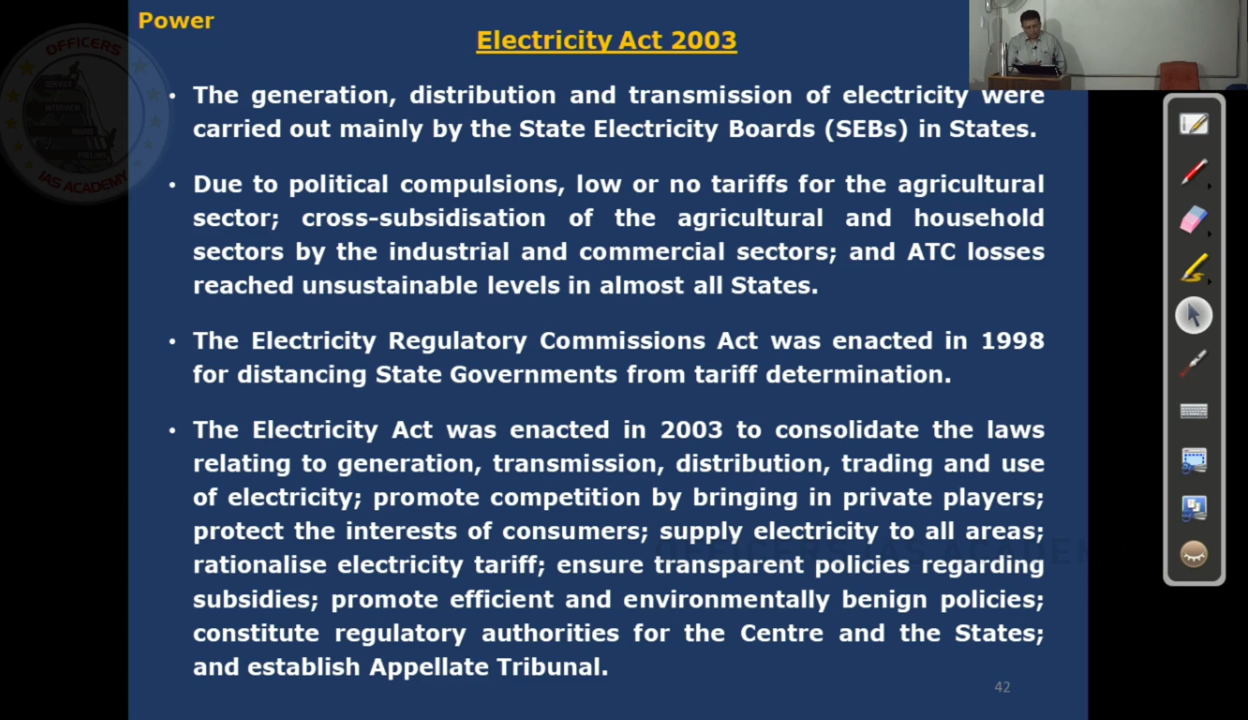 Power
Electricity Act 2003
OFFICERS
IAS ACADEMY
• The generation, distribution and transmission of electricity were
carried out mainly by the State Electricity Boards (SEBs) in States.
• Due to political compulsions, low or no tariffs for the agricultural
sector; cross-subsidisation of the agricultural and household
sectors by the industrial and commercial sectors; and ATC losses
reached unsustainable levels in almost all States.
• The Electricity Regulatory Commissions Act was enacted in 1998
for distancing State Governments from tariff determination.
• The Electricity Act was enacted in 2003 to consolidate the laws
relating to generation, transmission, distribution, trading and use
of electricity; promote competition by bringing in private players;
protect the interests of consumers; supply electricity to all areas;
rationalise electricity tariff; ensure transparent policies regarding
subsidies; promote efficient and environmentally benign policies;
constitute regulatory authorities for the Centre and the States;
and establish Appellate Tribunal.
42